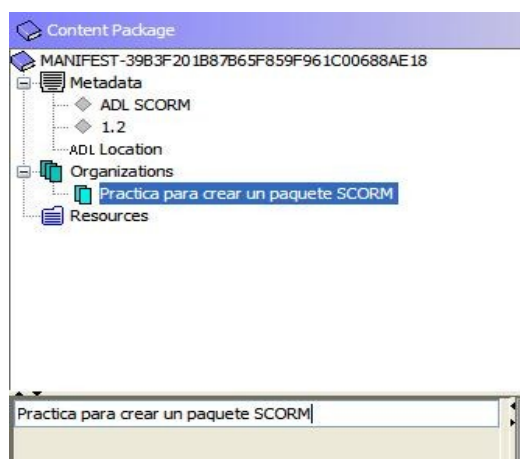 Content Package
MANIFEST-39B3F201B87B65F859F961C00688AE18
Metadata
ADL SCORM
1.2
ADL Location
Organizations
Practica para crear un paquete SCORM
Resources
Practica para crear un paquete SCORM